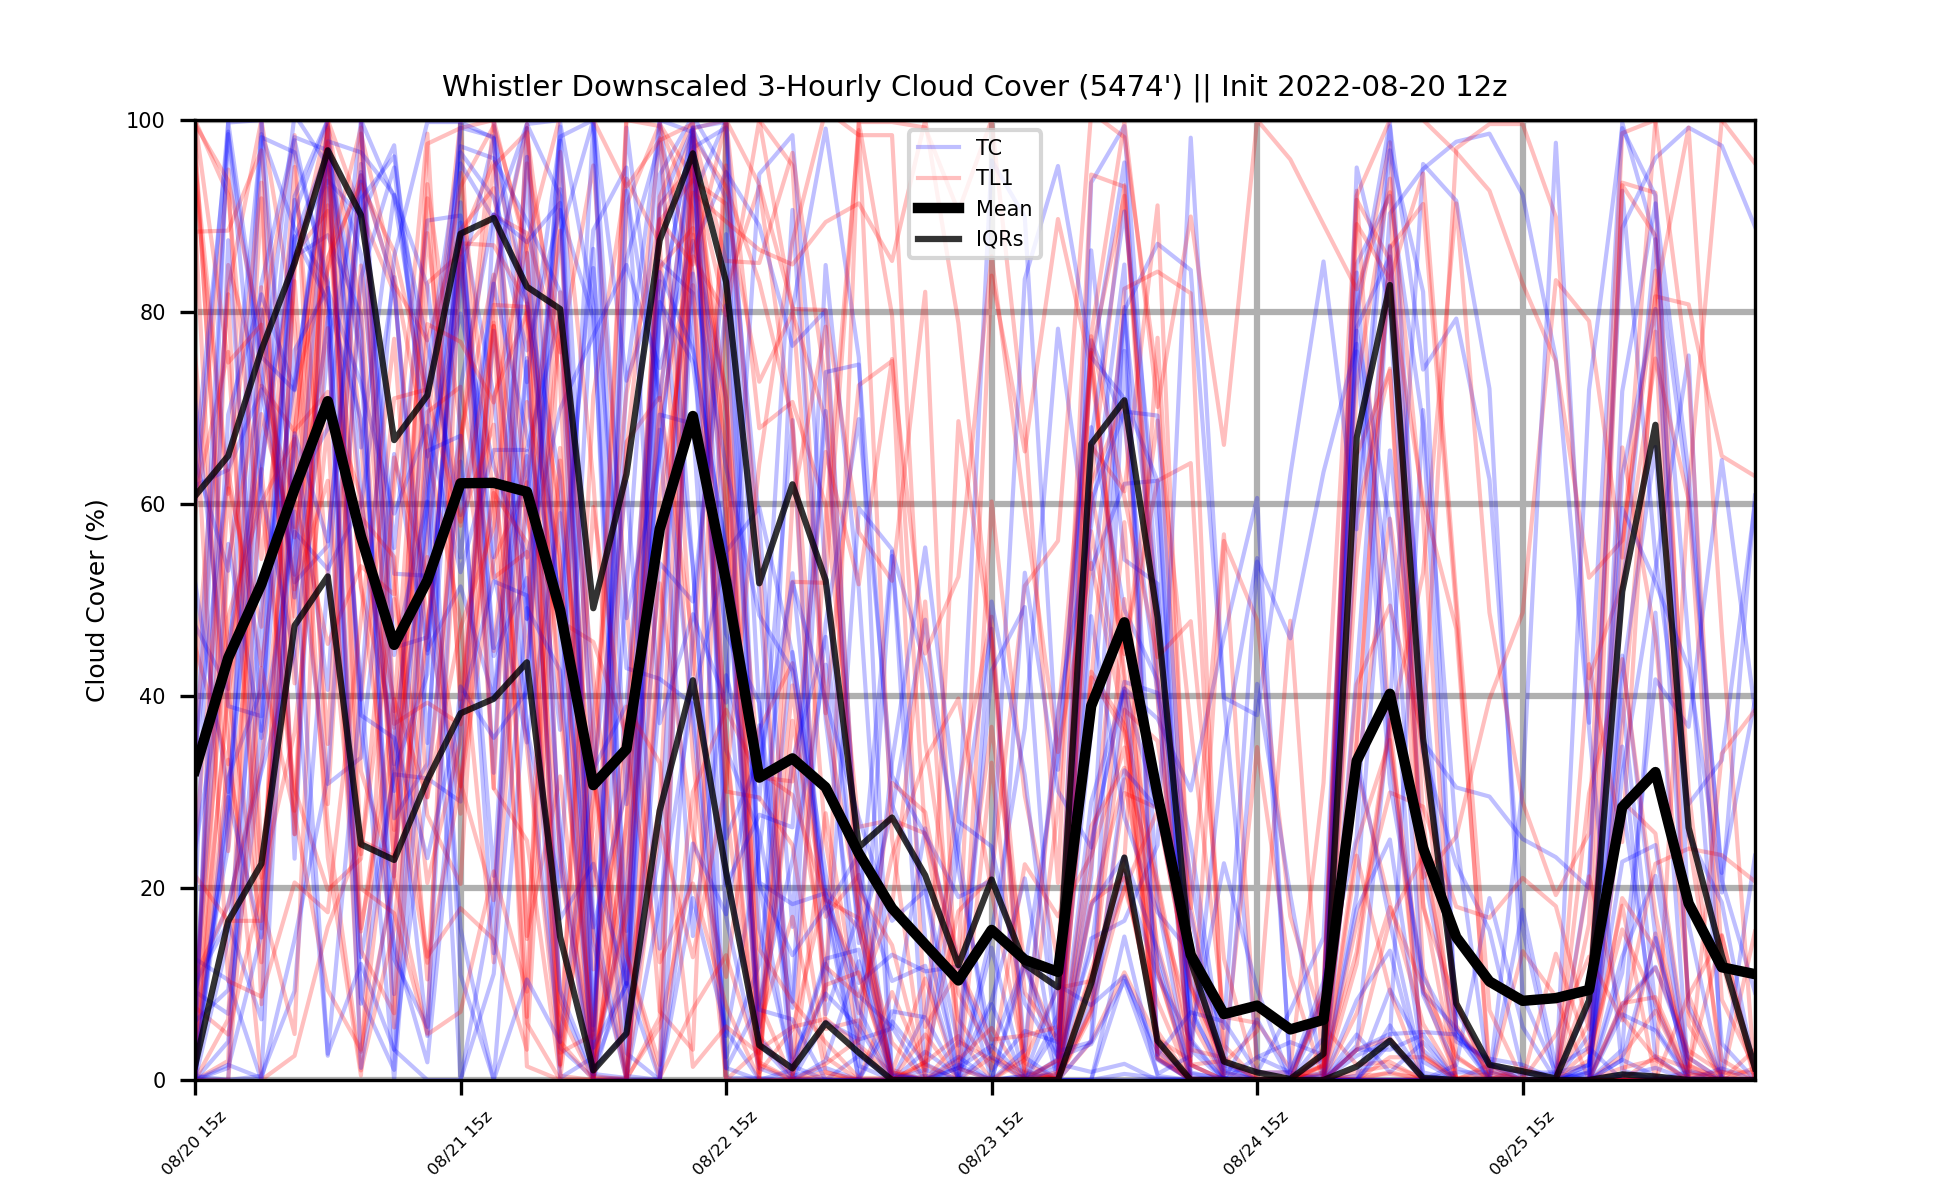 Whistler Downscaled 3-Hourly Cloud Cover (5474') || Init 2022-08-20 12z
TC
TL1
Mean
IQRs
Cloud Cover (%)
100
80
60
40
20
0
08/20 15z
08/21 15z
08/22 15z
08/23 15z
08/24 15z
08/25 15z